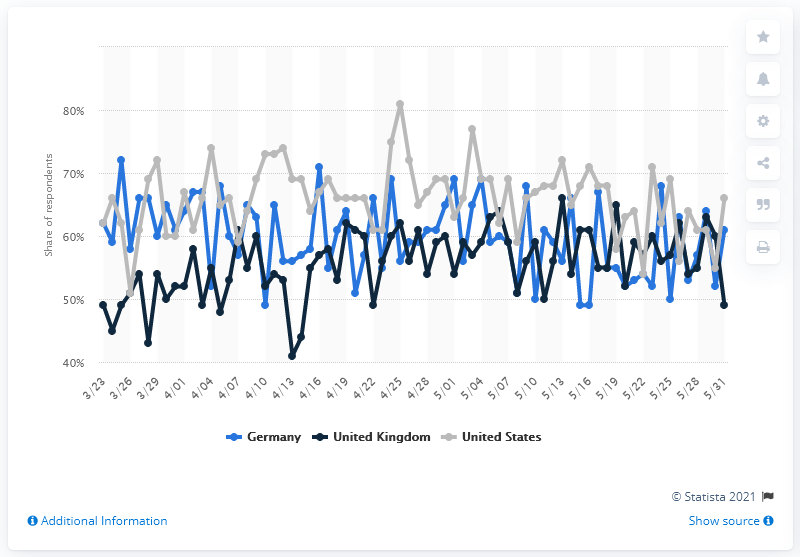 80%
70%
60%
50%
40%
Share of respondents
3/23 3/26 3/29 4/01 4/04 4/07 4/10 4/13 4/16 4/19 4/22 4/25 4/28 5/01 5/04 5/07 5/10 5/13 5/16 5/19 5/22 5/25 5/28 5/31
Germany United Kingdom United States
© Statista 2021
Additional Information Show source